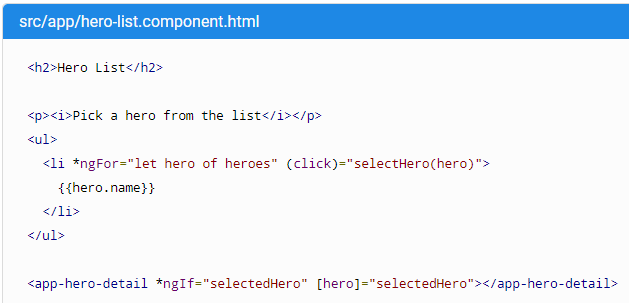 src/app/hero-list.component.html
<h2>Hero List</h2>
<p><i>Pick a hero from the list</i></p>
<ul>
  <li *ngFor="let hero of heroes" (click)="selectHero(hero)">
    {{hero.name}}
  </li>
</ul>
<app-hero-detail *ngIf="selectedHero" [hero]="selectedHero"></app-hero-detail>